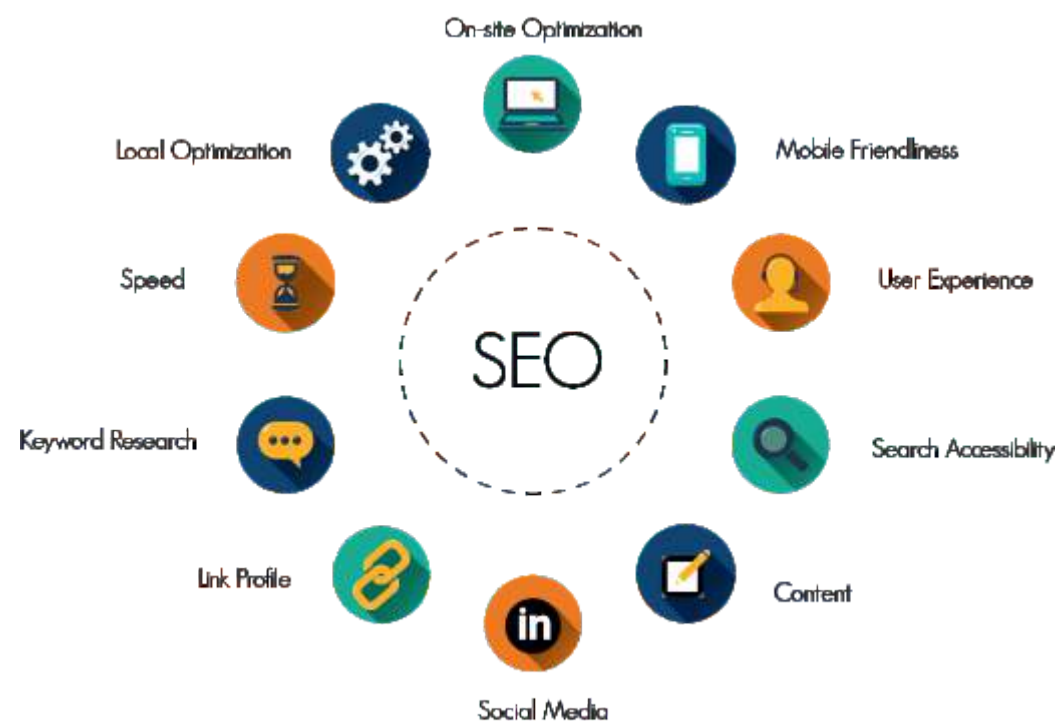 On-site Optimization
Local Optimization
Mobile Friendliness
Speed
User Experience
SEO
Keyword Research
Search Accessibility
Link Profile
Content
in
Social Media